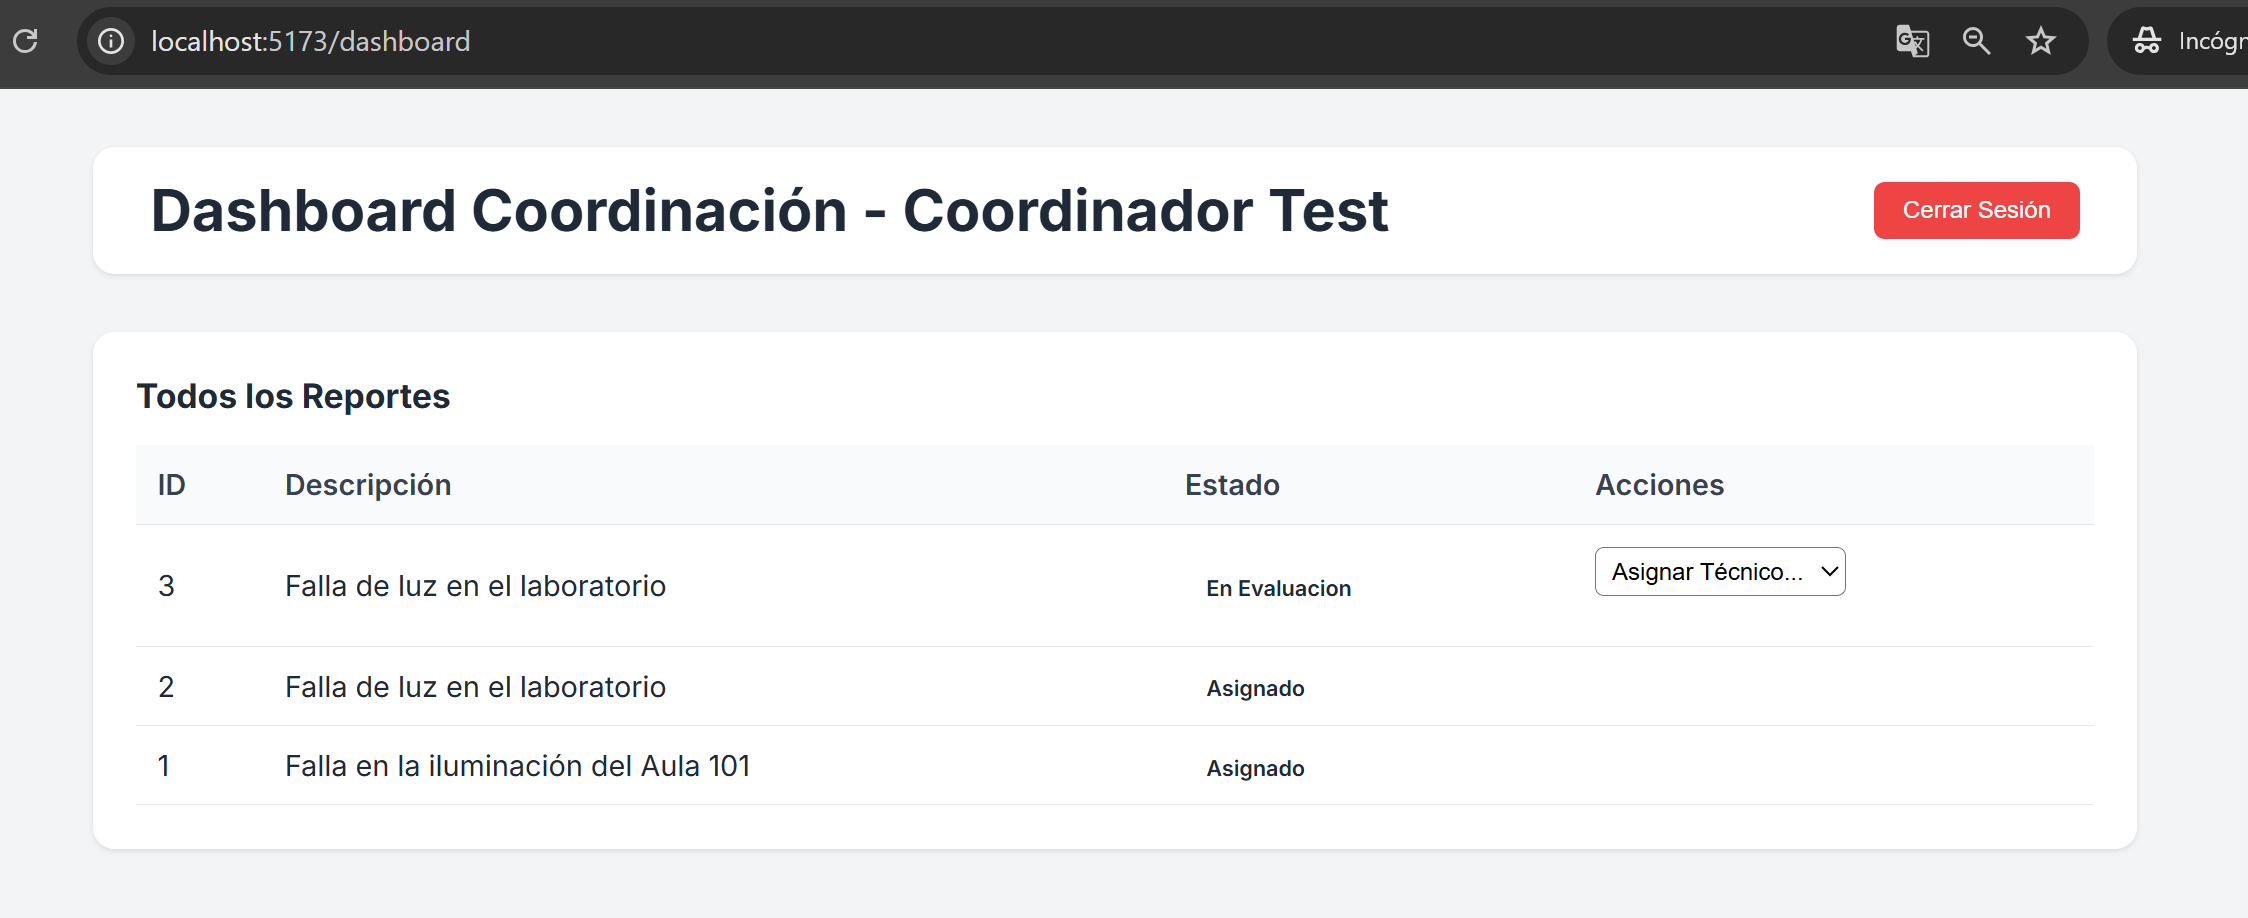 localhost:5173/dashboard
Dashboard Coordinación - Coordinador Test
Cerrar Sesión
Todos los Reportes
ID Descripción Estado Acciones
3 Falla de luz en el laboratorio En Evaluacion Asignar Técnico...
2 Falla de luz en el laboratorio Asignado
1 Falla en la iluminación del Aula 101 Asignado